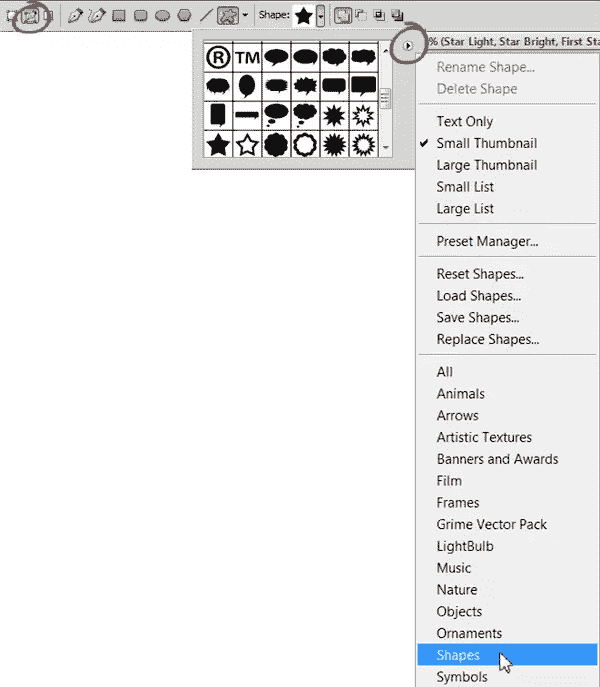 Shape:
% (Star Light, Star Bright, First Sta
® TM
Rename Shape...
Delete Shape
Text Only
Small Thumbnail
Large Thumbnail
Small List
Large List
Preset Manager...
Reset Shapes...
Load Shapes...
Save Shapes...
Replace Shapes...
All
Animals
Arrows
Artistic Textures
Banners and Awards
Film
Frames
Grime Vector Pack
LightBulb
Music
Nature
Objects
Ornaments
Shapes
Symbols